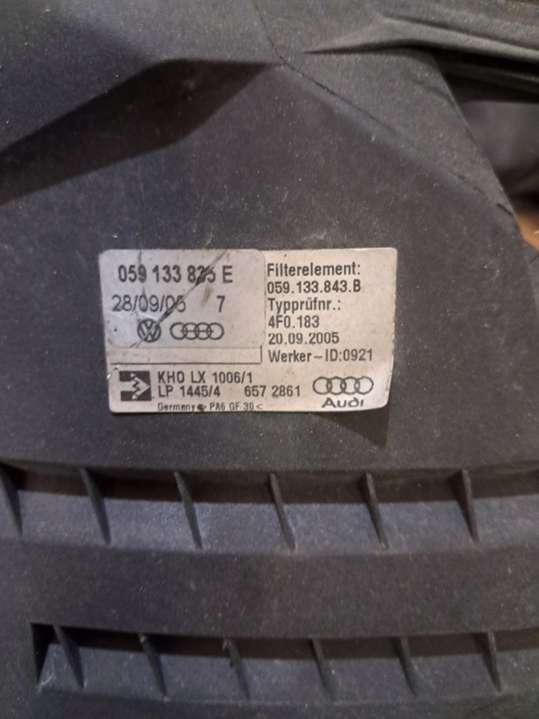 059 133 835 E
28/09/05 7
KHD LX 1006/1
LP 1445/4 657 2861
Germany > PA6 GF 30 <
Filterelement:
059.133.843.B
Typprüfnr.:
4F0.183
20.09.2005
Werker-ID:0921
Audi